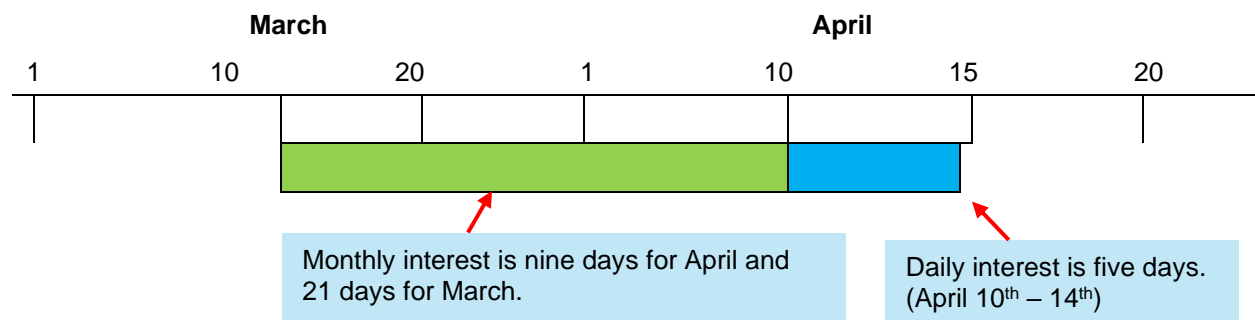 March April
1 10 20 1 10 15 20
Monthly interest is nine days for April and
21 days for March.
Daily interest is five days.
(April 10th – 14th)